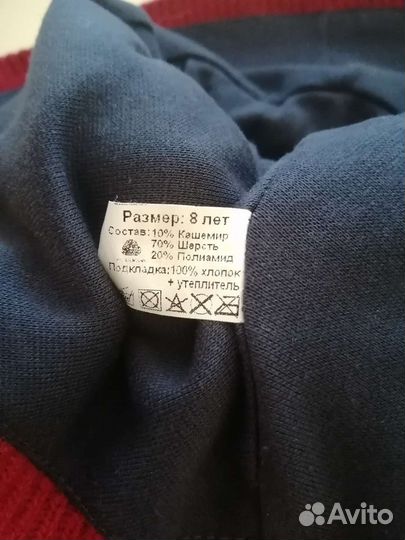 Размер: 8 лет
Состав:10% Кашемир
70% Шерсть
20% Полиамид
Подкладка:100% хлопок
+ утеплитель
Avito